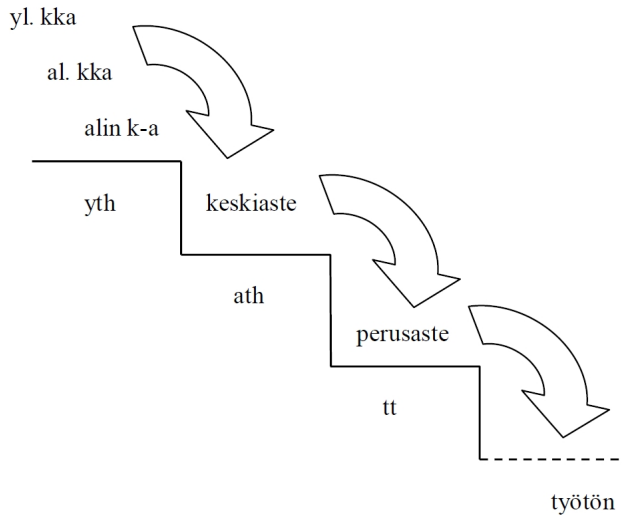 yl. kka
al. kka
alin k-a
yth
keskiaste
ath
perusaste
tt
työtön